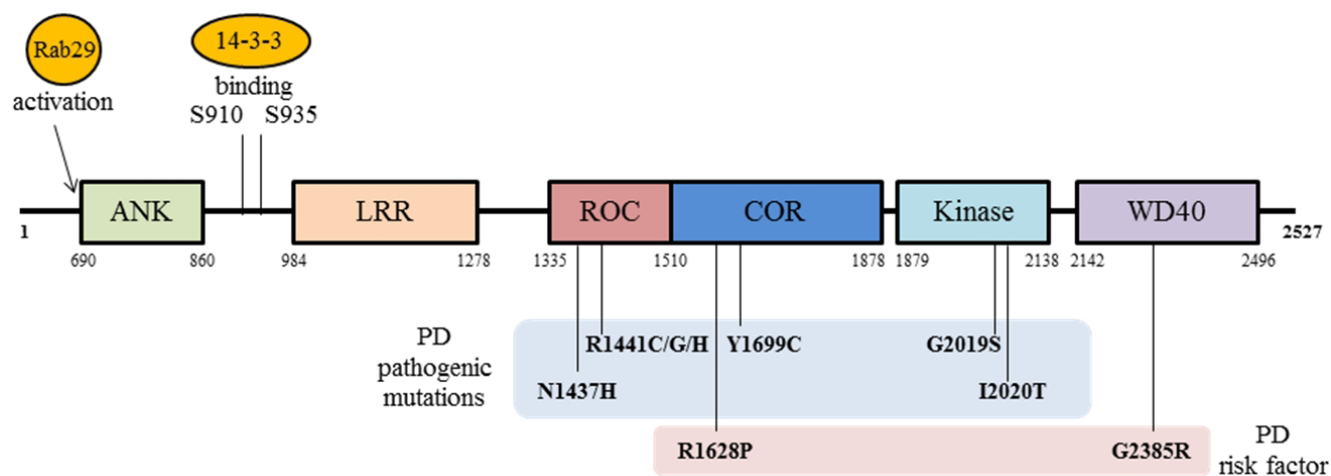 Rab29
14-3-3
activation
binding
S910 S935
ANK LRR ROC COR Kinase WD40
1 2527
690 860 984 1278 1335 1510 1878 1879 2138 2142 2496
PD
pathogenic
mutations
R1441C/G/H Y1699C G2019S
N1437H I2020T
R1628P G2385R
PD
risk factor